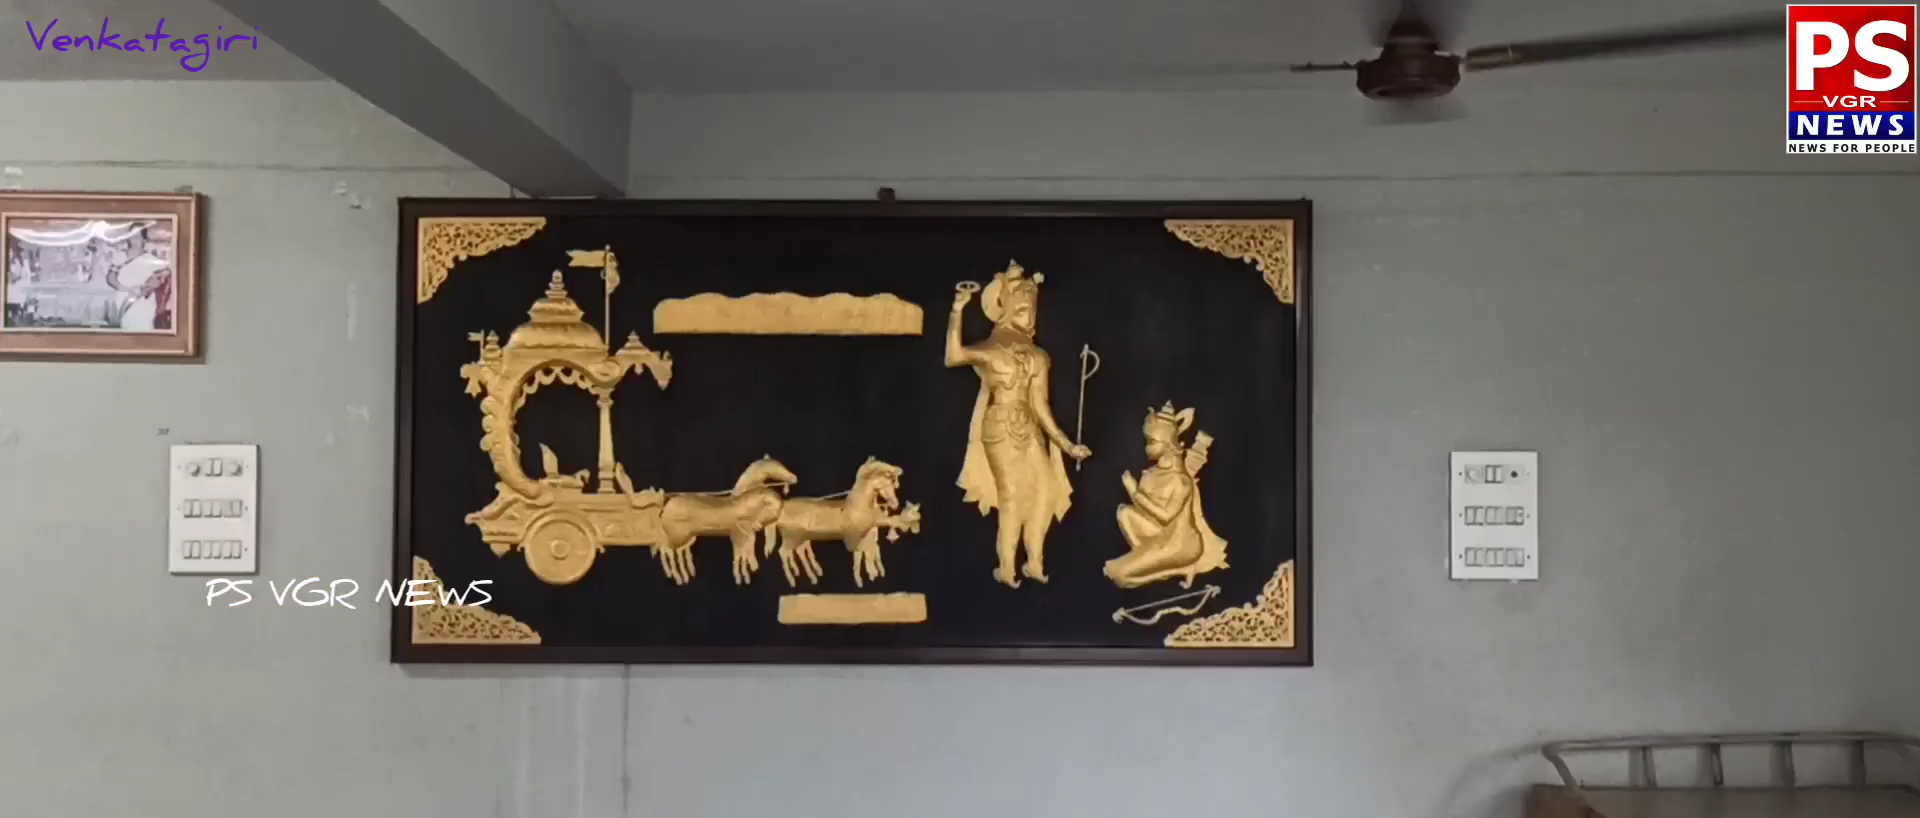 Venkatagiri
PS
VGR
NEWS
NEWS FOR PEOPLE
PS VGR NEWS